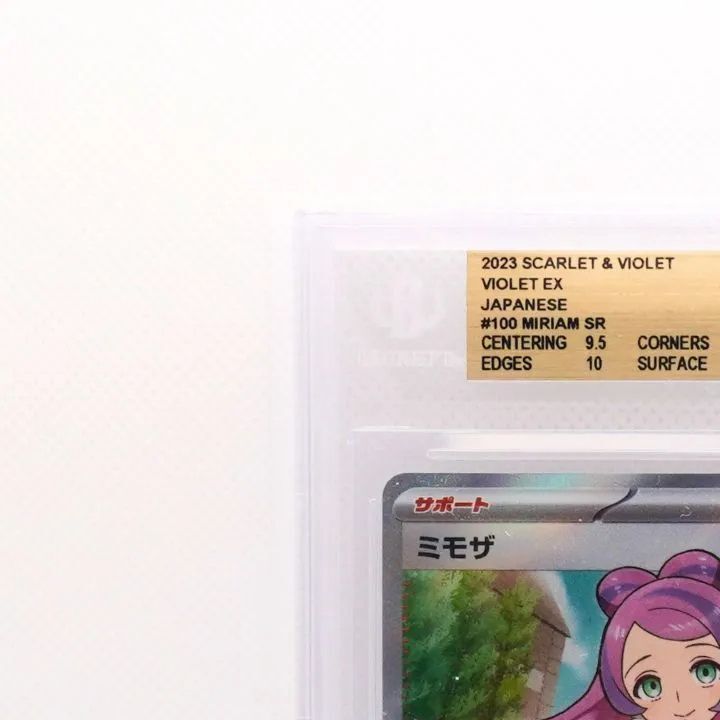 2023 SCARLET & VIOLET
VIOLET EX
JAPANESE
#100 MIRIAM SR
CENTERING 9.5 CORNERS
EDGES 10 SURFACE
サポート
ミモザ